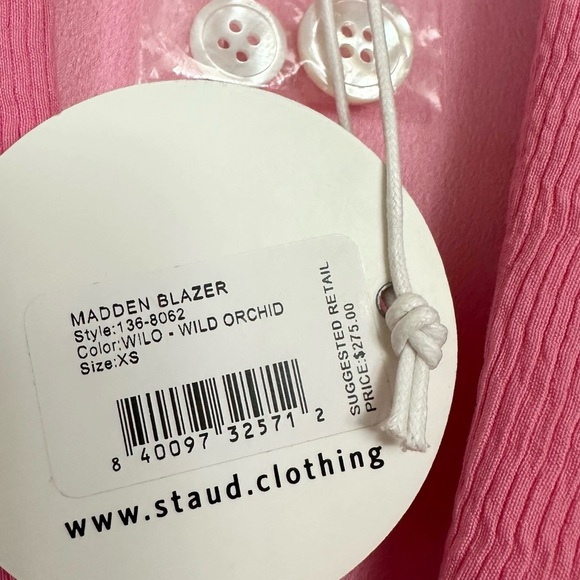 MADDEN BLAZER
Style:136-8062
Color:WILO - WILD ORCHID
Size:XS
SUGGESTED RETAIL
PRICE:$275.00
8 40097 32571 2
www.staud.clothing